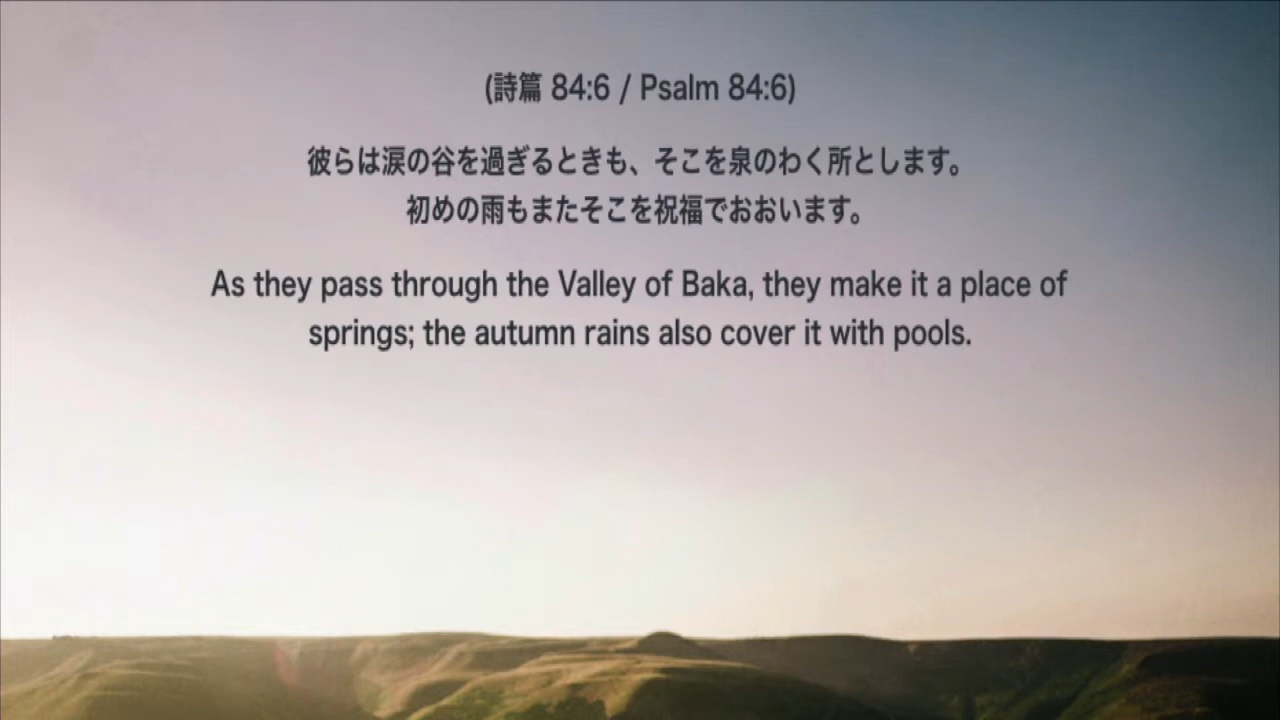 (詩篇 84:6 / Psalm 84:6)
彼らは涙の谷を過ぎるときも、そこを泉のわく所とします。
初めの雨もまたそこを祝福でおおいます。
As they pass through the Valley of Baka, they make it a place of
springs; the autumn rains also cover it with pools.